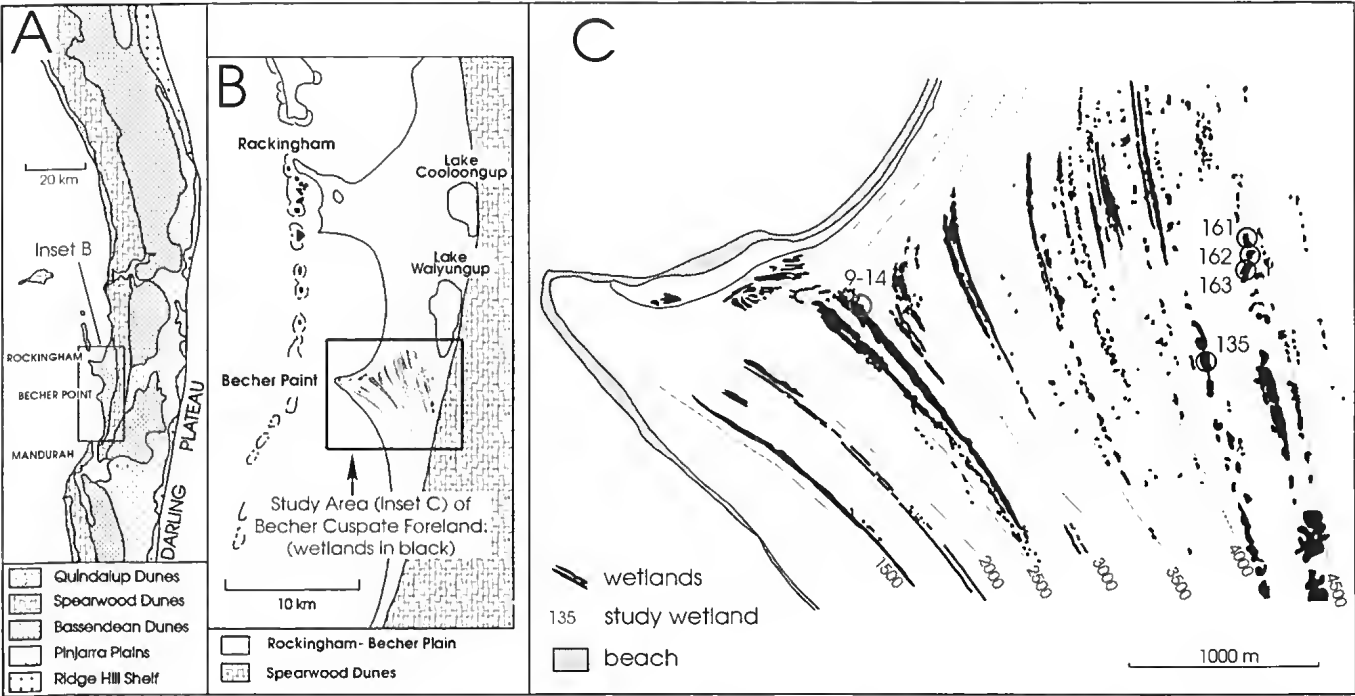 A
20 km
Inset B
ROCKINGHAM
BECHER POINT
MANDURAH
DARLING PLATEAU
Quindalup Dunes
Spearwood Dunes
Bassendean Dunes
Pinjarra Plains
Ridge Hill Shelf
B
Rockingham
Lake
Cooloongup
Lake
Walyungup
Becher Point
Study Area (Inset C) of
Becher Cuspate Foreland:
(wetlands in black)
10 km
Rockingham- Becher Plain
Spearwood Dunes
C
9-14
161
162
163
135
1500
2000
2500
3000
3500
4000
4500
wetlands
135 study wetland
beach
1000 m